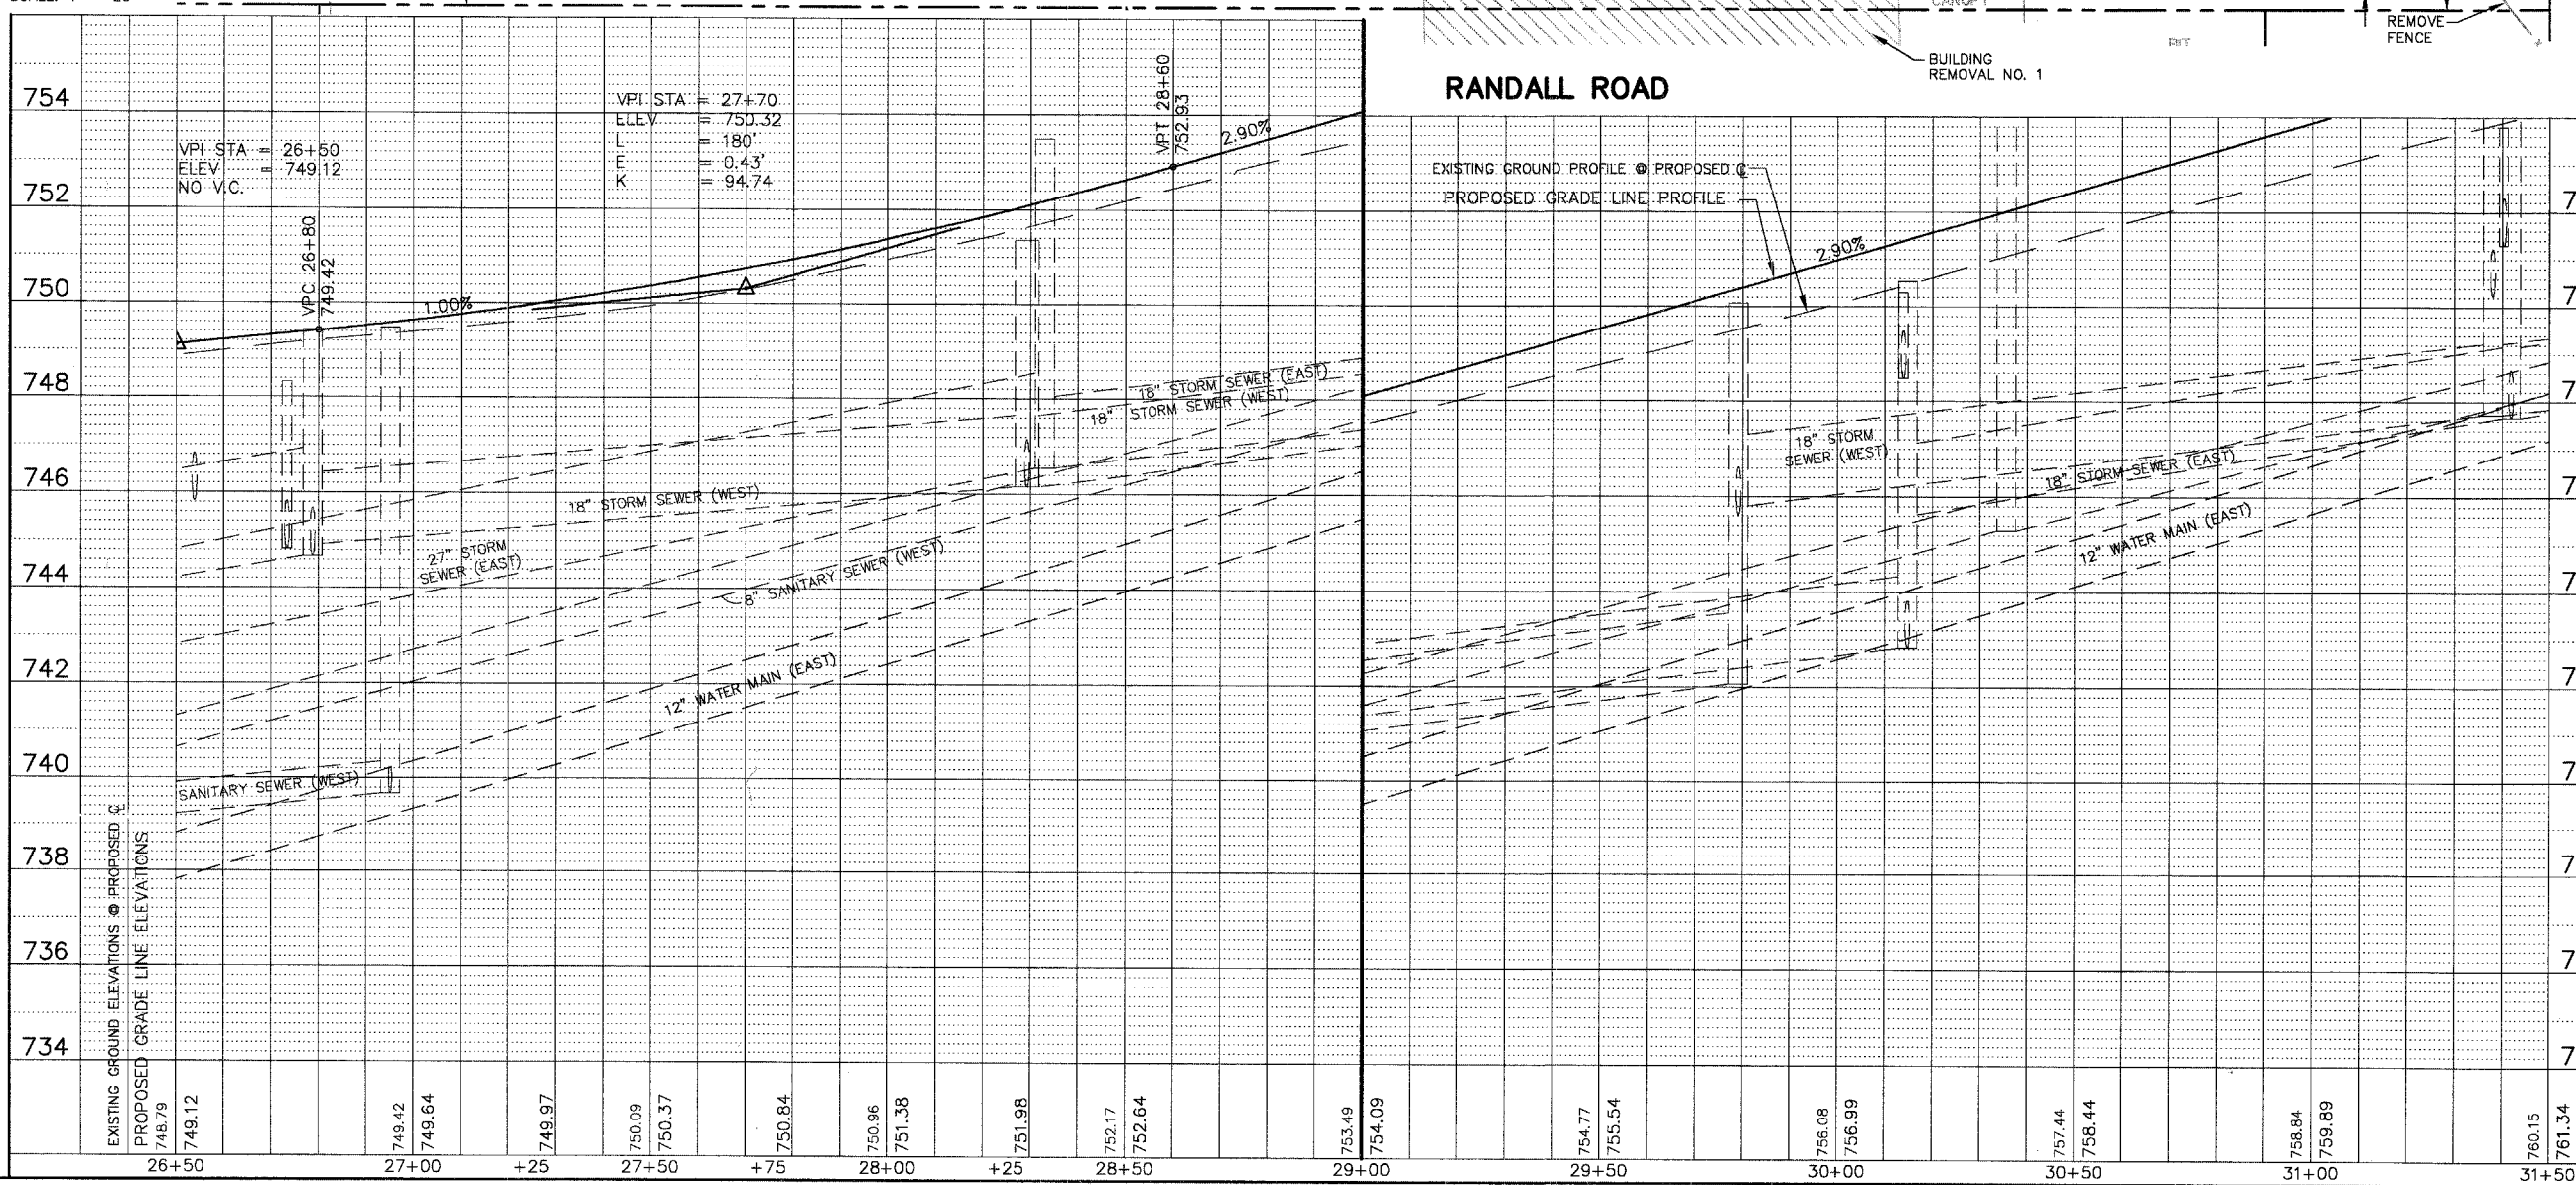 REMOVE
FENCE
BUILDING
REMOVAL NO. 1
RANDALL ROAD
VPI STA = 26+50
ELEV = 749.12
NO V.C.
VPI STA = 27+70
ELEV = 750.32
L = 180'
E = 0.43'
K = 94.74
VPC 26+80
749.42
1.00%
VPT 28+60
752.93
2.90%
EXISTING GROUND PROFILE @ PROPOSED ℄
PROPOSED GRADE LINE PROFILE
2.90%
754
752
750
748
746
744
742
740
738
736
734
18" STORM SEWER (EAST)
18" STORM SEWER (WEST)
18" STORM SEWER (WEST)
27" STORM
SEWER (EAST)
8" SANITARY SEWER (WEST)
12" WATER MAIN (EAST)
SANITARY SEWER (WEST)
18" STORM
SEWER (WEST)
18" STORM SEWER (EAST)
12" WATER MAIN (EAST)
EXISTING GROUND ELEVATIONS @ PROPOSED ℄
PROPOSED GRADE LINE ELEVATIONS
748.79
749.12
749.42
749.64
749.97
750.09
750.37
750.84
750.96
751.38
751.98
752.17
752.64
753.49
754.09
754.77
755.54
756.08
756.99
757.44
758.44
758.84
759.89
760.15
761.34
26+50 27+00 +25 27+50 +75 28+00 +25 28+50 29+00 29+50 30+00 30+50 31+00 31+50